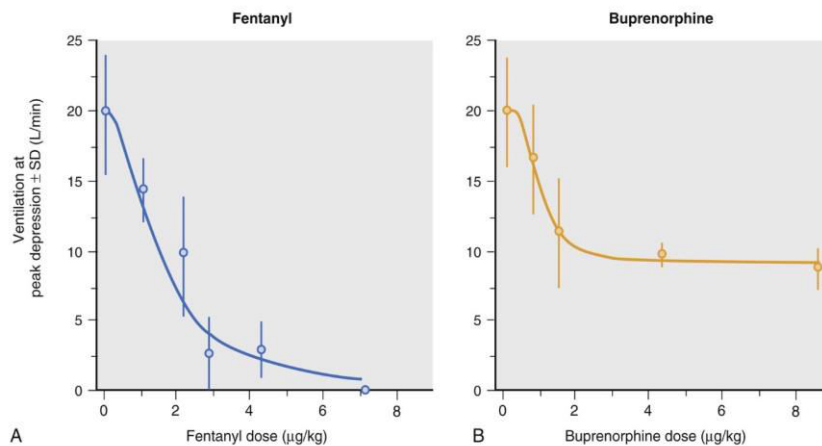 Fentanyl
25
20
15
10
5
0
Ventilation at
peak depression ± SD (L/min)
0 2 4 6 8
A
Fentanyl dose (μg/kg)
Buprenorphine
25
20
15
10
5
0
0 2 4 6 8
B
Buprenorphine dose (μg/kg)